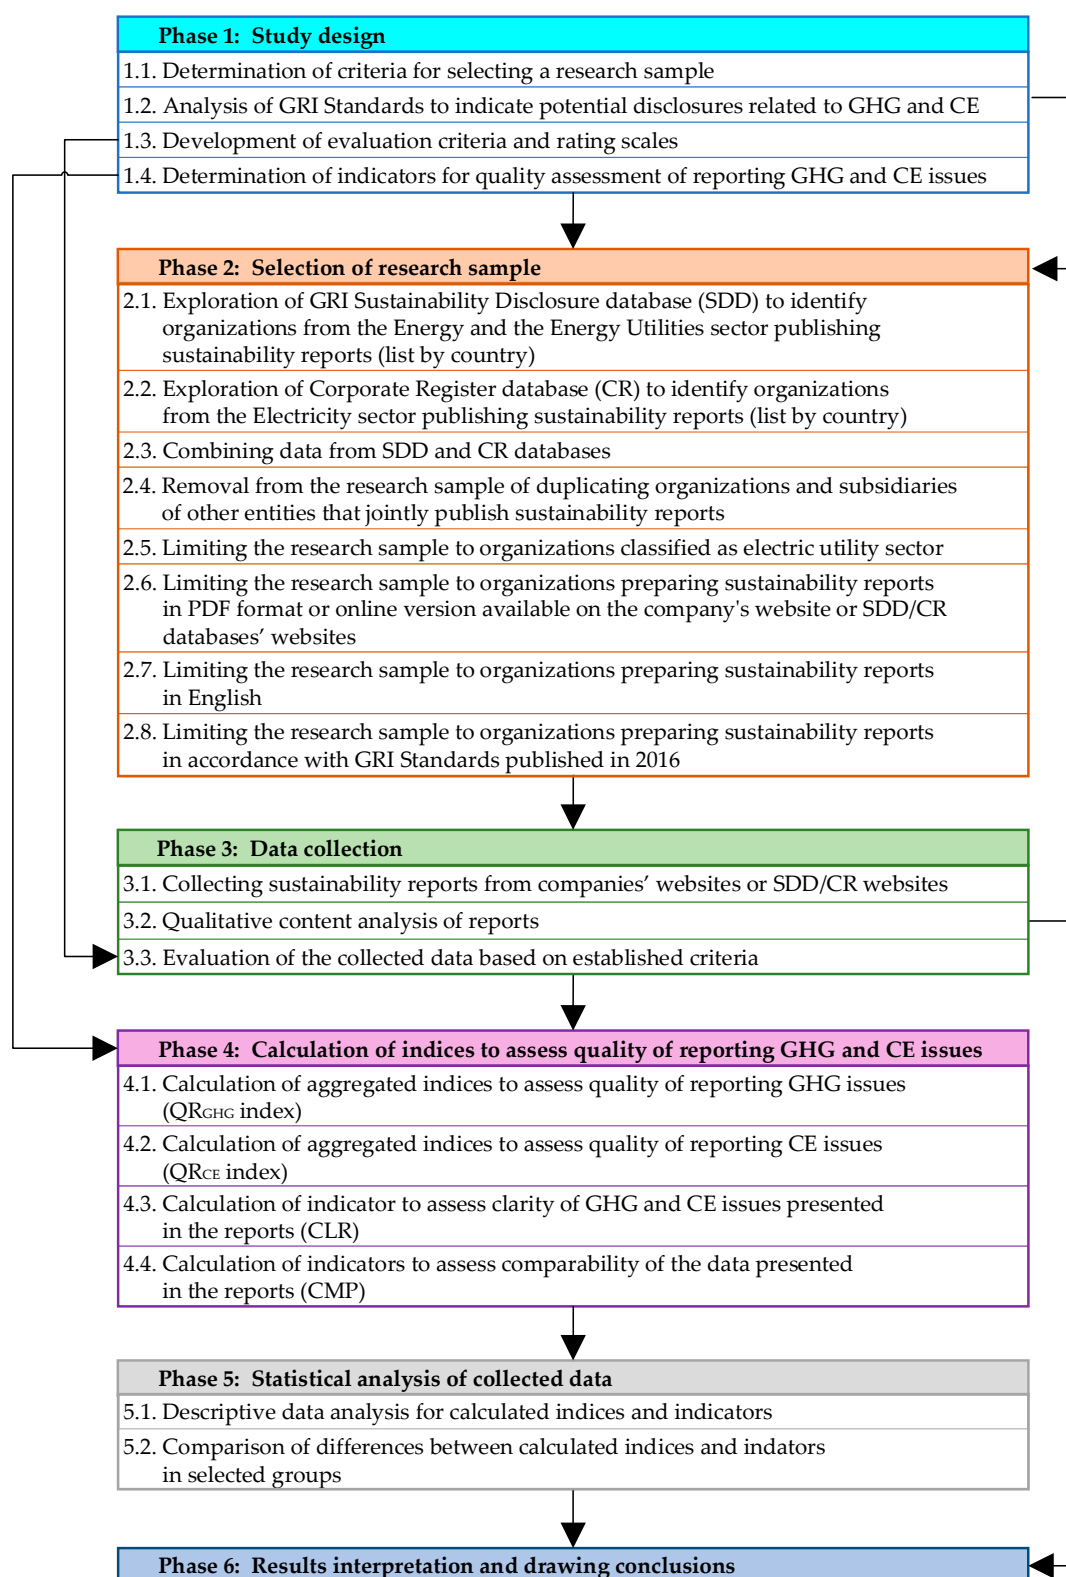 Phase 1: Study design
1.1. Determination of criteria for selecting a research sample
1.2. Analysis of GRI Standards to indicate potential disclosures related to GHG and CE
1.3. Development of evaluation criteria and rating scales
1.4. Determination of indicators for quality assessment of reporting GHG and CE issues
Phase 2: Selection of research sample
2.1. Exploration of GRI Sustainability Disclosure database (SDD) to identify
organizations from the Energy and the Energy Utilities sector publishing
sustainability reports (list by country)
2.2. Exploration of Corporate Register database (CR) to identify organizations
from the Electricity sector publishing sustainability reports (list by country)
2.3. Combining data from SDD and CR databases
2.4. Removal from the research sample of duplicating organizations and subsidiaries
of other entities that jointly publish sustainability reports
2.5. Limiting the research sample to organizations classified as electric utility sector
2.6. Limiting the research sample to organizations preparing sustainability reports
in PDF format or online version available on the company's website or SDD/CR
databases’ websites
2.7. Limiting the research sample to organizations preparing sustainability reports
in English
2.8. Limiting the research sample to organizations preparing sustainability reports
in accordance with GRI Standards published in 2016
Phase 3: Data collection
3.1. Collecting sustainability reports from companies’ websites or SDD/CR websites
3.2. Qualitative content analysis of reports
3.3. Evaluation of the collected data based on established criteria
Phase 4: Calculation of indices to assess quality of reporting GHG and CE issues
4.1. Calculation of aggregated indices to assess quality of reporting GHG issues
(QRGHG index)
4.2. Calculation of aggregated indices to assess quality of reporting CE issues
(QRCE index)
4.3. Calculation of indicator to assess clarity of GHG and CE issues presented
in the reports (CLR)
4.4. Calculation of indicators to assess comparability of the data presented
in the reports (CMP)
Phase 5: Statistical analysis of collected data
5.1. Descriptive data analysis for calculated indices and indicators
5.2. Comparison of differences between calculated indices and indators
in selected groups
Phase 6: Results interpretation and drawing conclusions